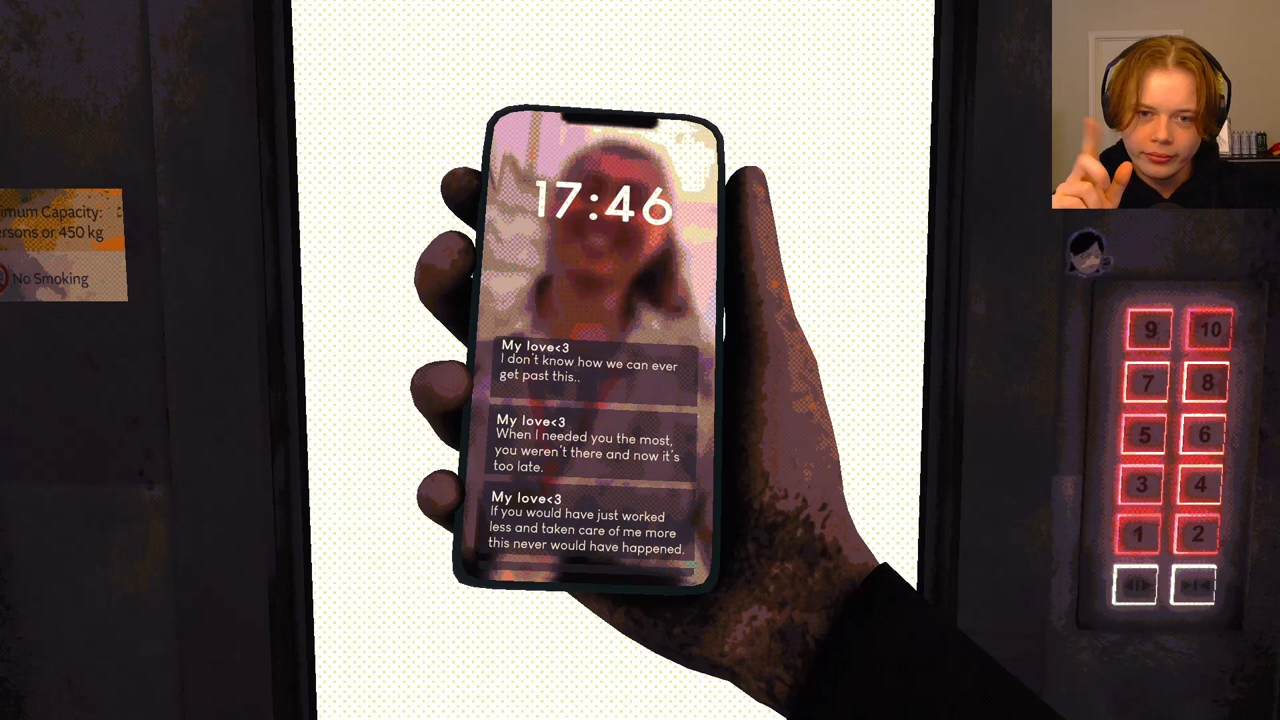 mum Capacity:
ersons or 450 kg
No Smoking
17:46
My love<3
I don't know how we can ever
get past this..
My love<3
When I needed you the most,
you weren't there and now it's
too late.
My love<3
If you would have just worked
less and taken care of me more
this never would have happened.
9 10
7 8
5 6
3 4
1 2